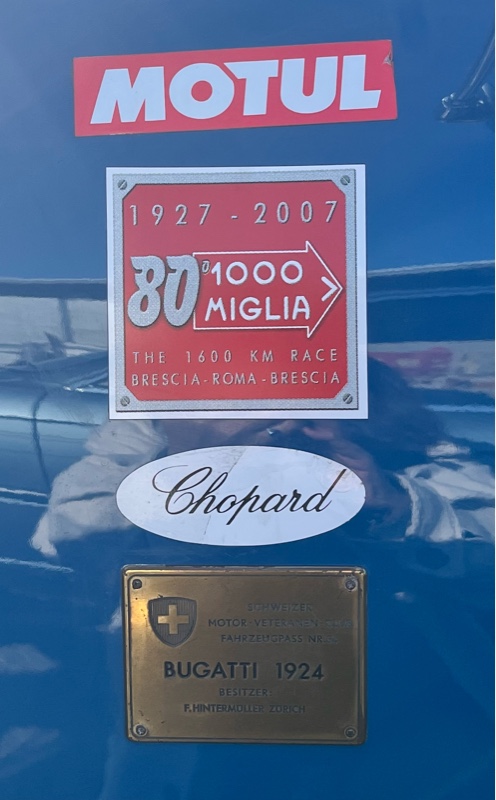 MOTUL
1927 - 2007
80° 1000
MIGLIA
THE 1600 KM RACE
BRESCIA - ROMA - BRESCIA
Chopard
SCHWEIZER
MOTOR-VETERANEN-
FAHRZEUGPASS NR.
BUGATTI 1924
BESITZER:
F. HINTERMÜLLER ZÜRICH